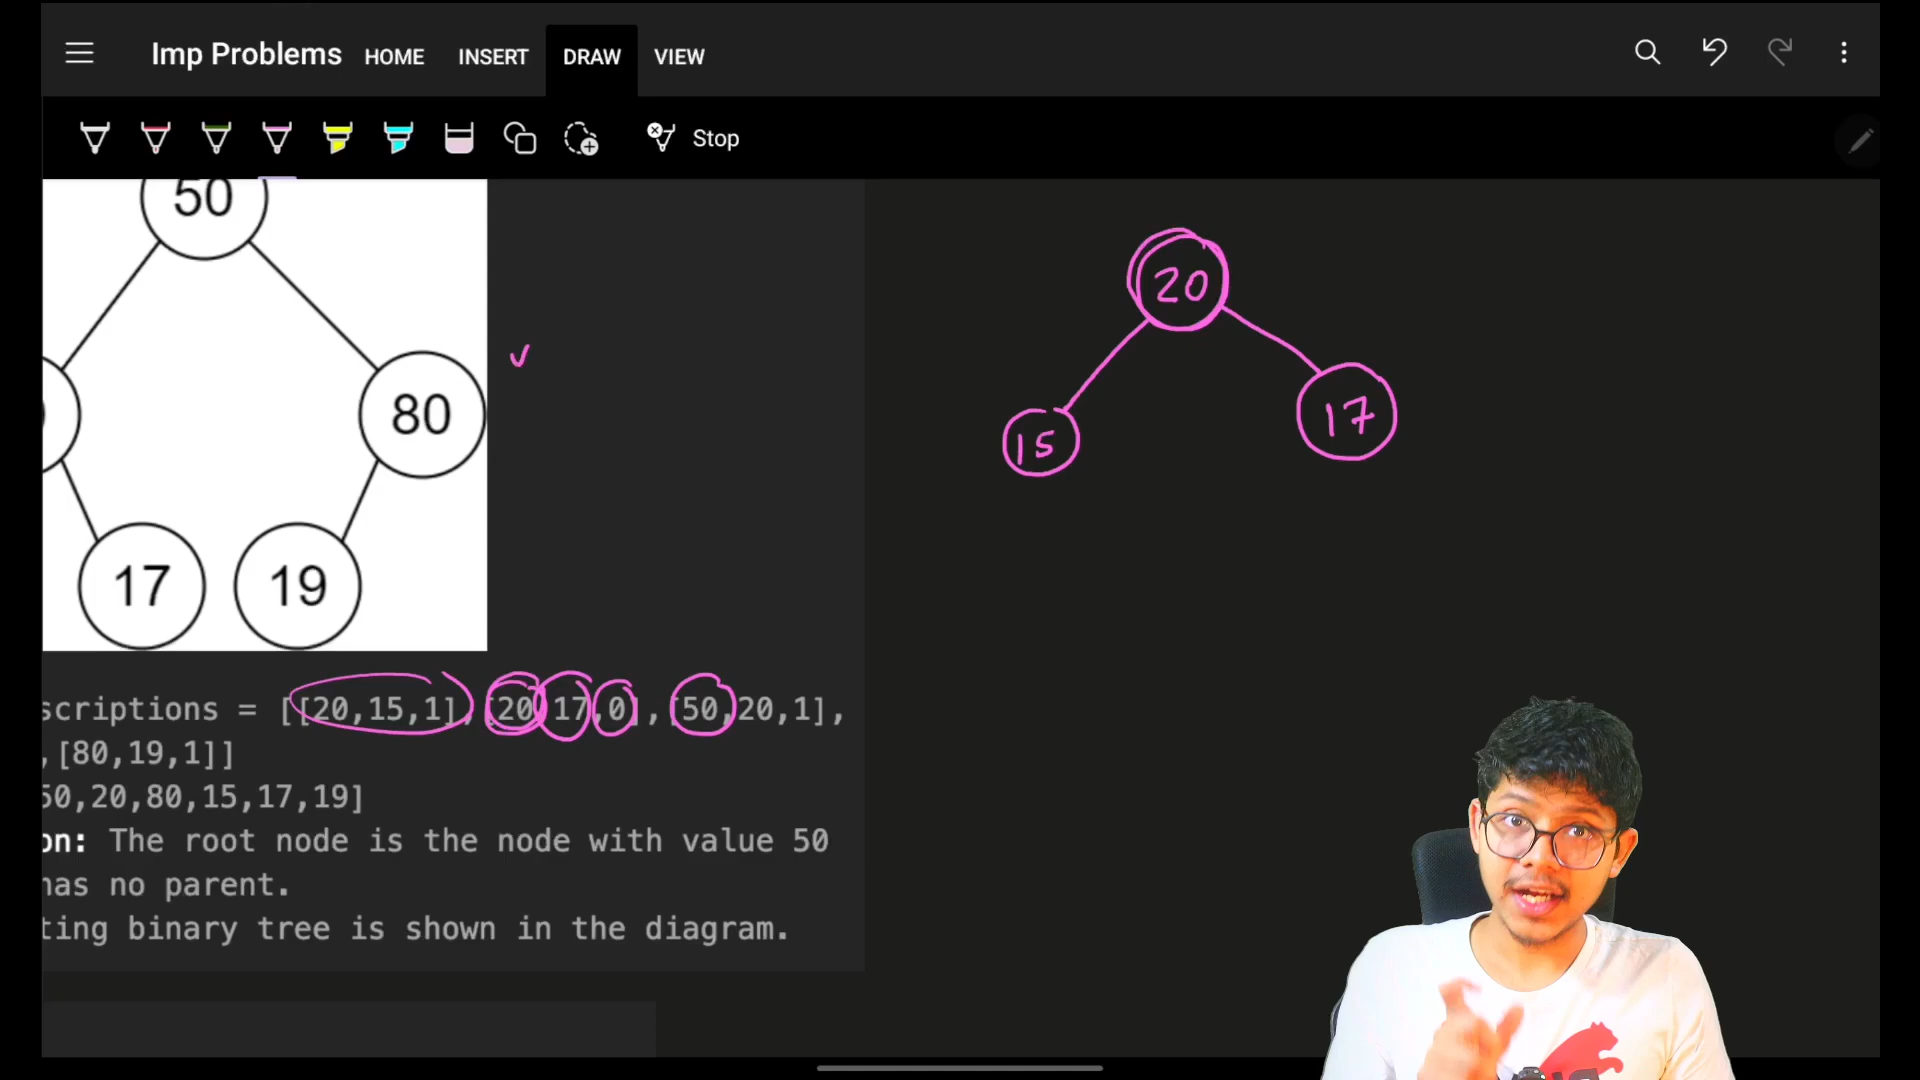 Imp Problems HOME INSERT DRAW VIEW
Stop
50
80
17 19
20
15 17
scriptions = [[20,15,1],[20,17,0],[50,20,1],
,[80,19,1]]
50,20,80,15,17,19]
on: The root node is the node with value 50
has no parent.
ting binary tree is shown in the diagram.